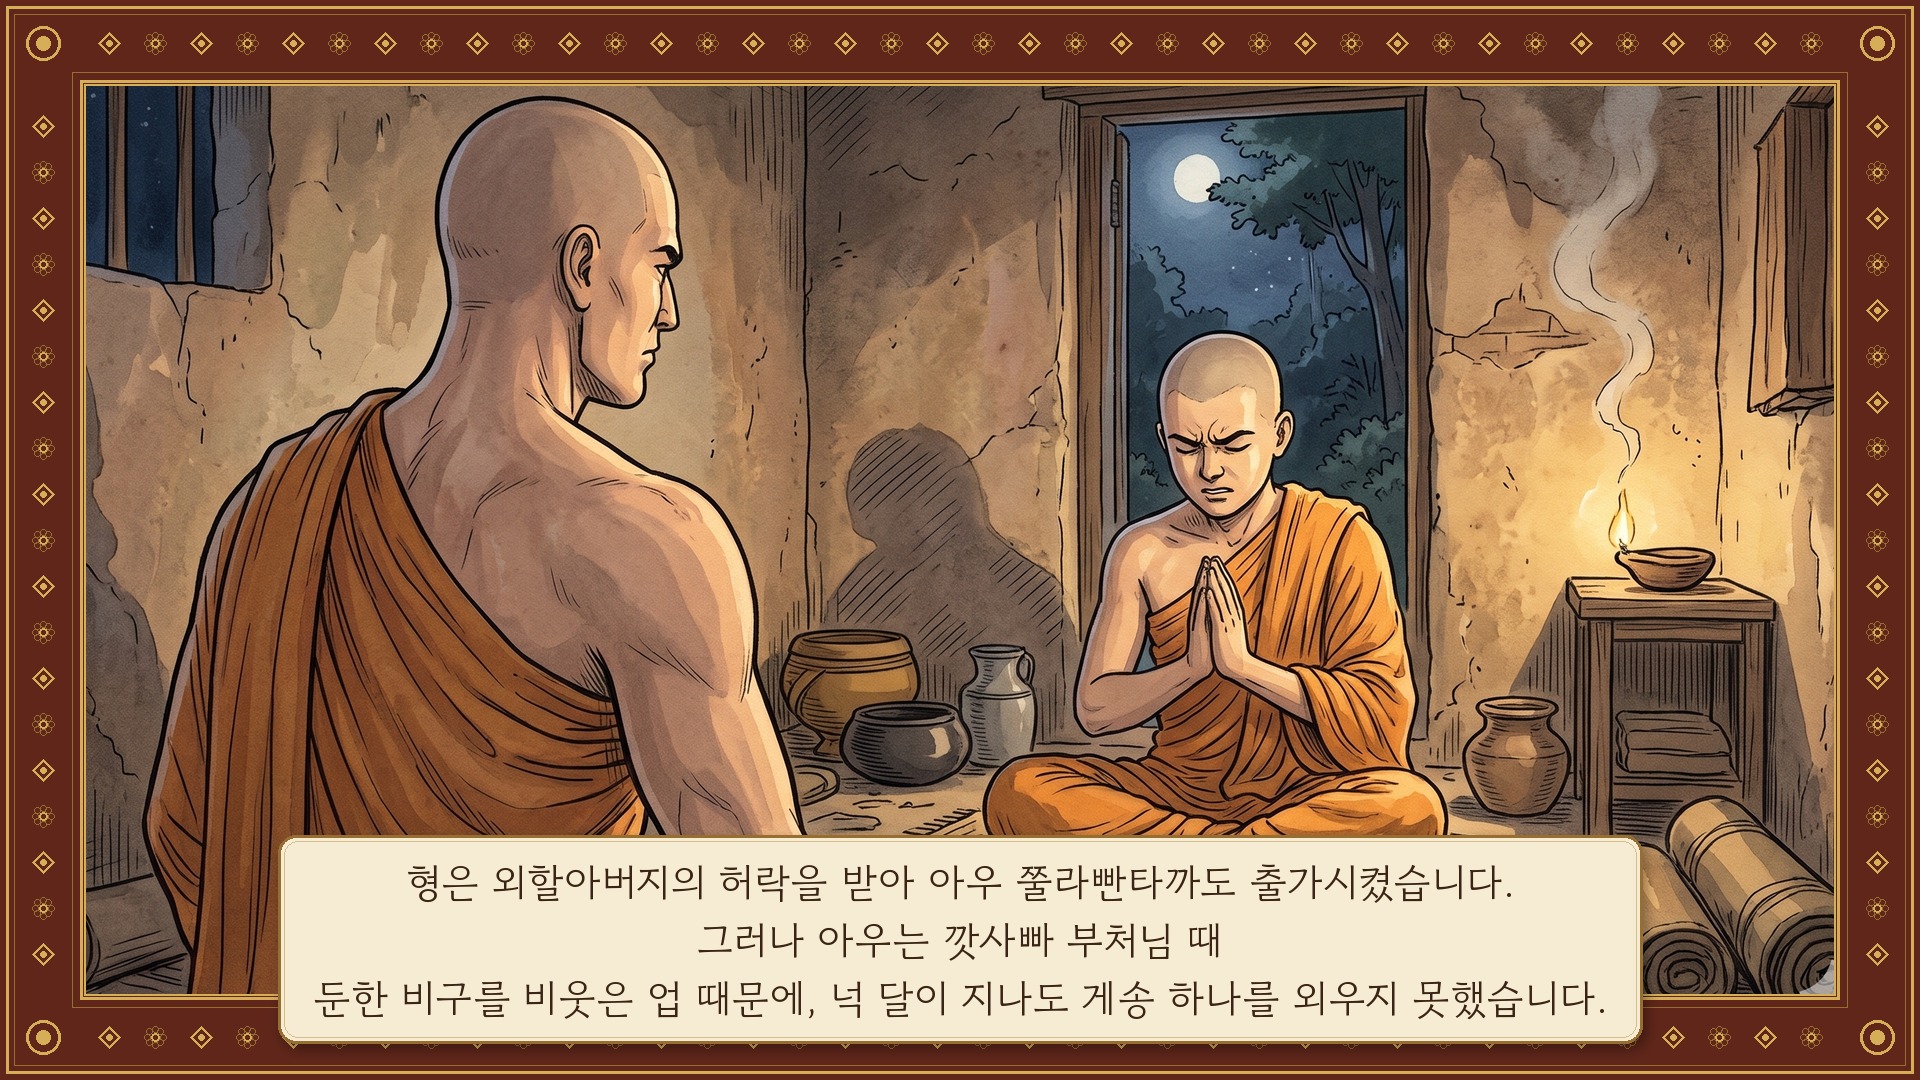 형은 외할아버지의 허락을 받아 아우 쭐라빤타까도 출가시켰습니다.
그러나 아우는 깟사빠 부처님 때
둔한 비구를 비웃은 업 때문에, 넉 달이 지나도 게송 하나를 외우지 못했습니다.